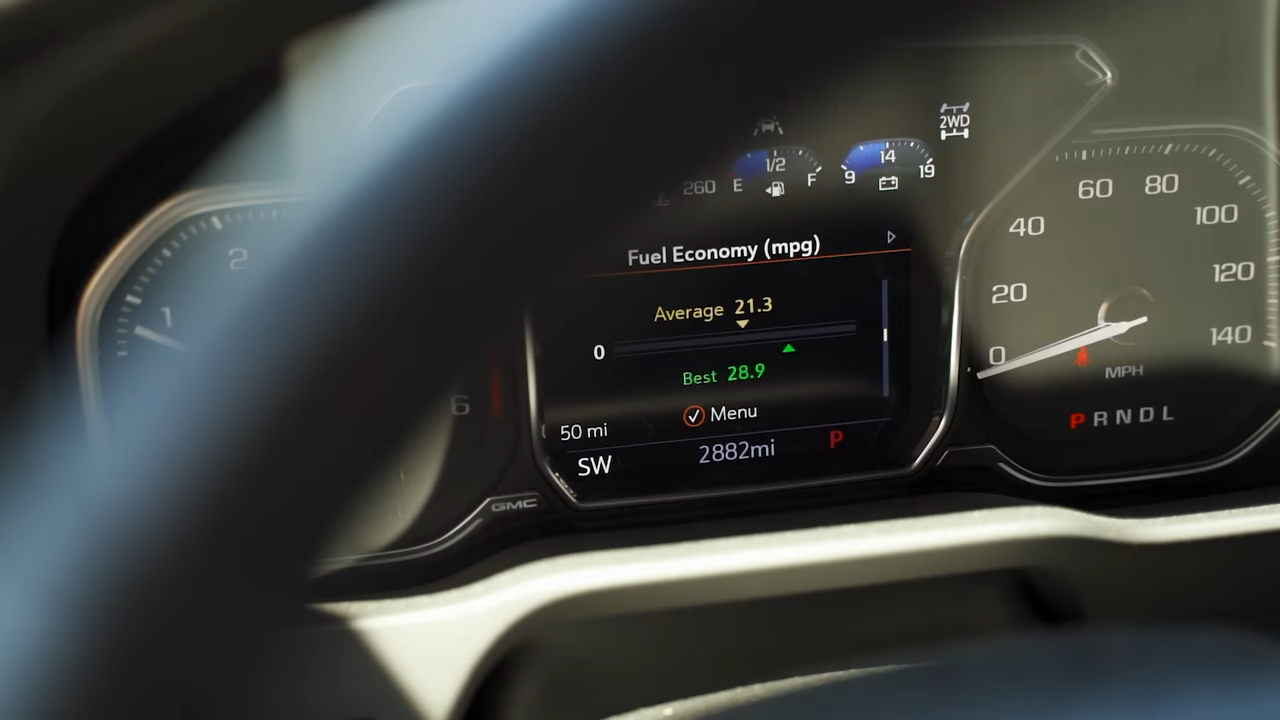 2WD
1/2
14
260
E
F
9
19
60
80
40
100
2
20
120
1
0
140
MPH
P R N D L
6
Fuel Economy (mpg)
Average 21.3
0
Best 28.9
Menu
50 mi
SW
2882mi
P
GMC